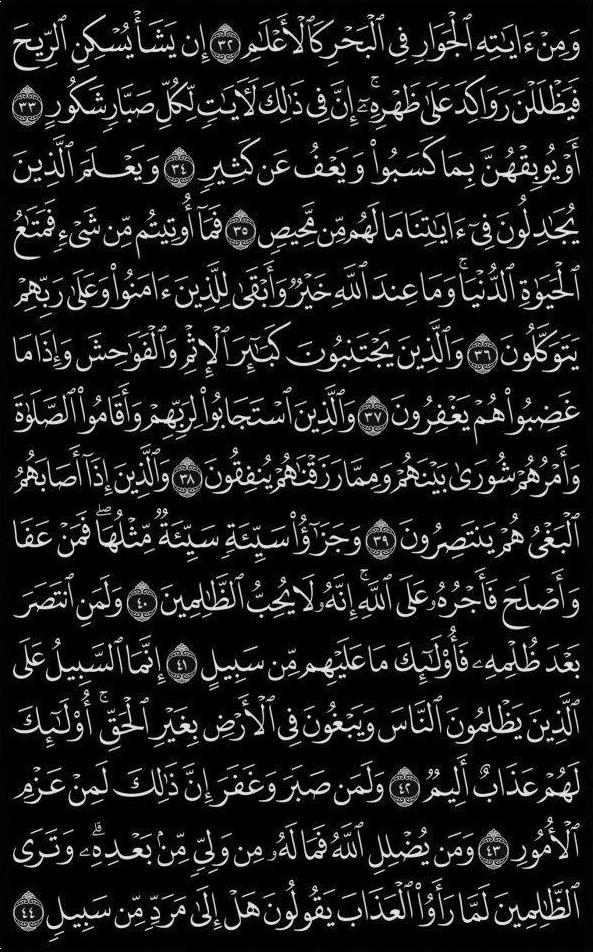 وَمِنْ ءَايَـٰتِهِ ٱلْجَوَارِ فِى ٱلْبَحْرِ كَٱلْأَعْلَـٰمِ ٣٢ إِن يَشَأْ يُسْكِنِ ٱلرِّيحَ
فَيَظْلَلْنَ رَوَاكِدَ عَلَىٰ ظَهْرِهِۦٓ ۚ إِنَّ فِى ذَٰلِكَ لَـَٔايَـٰتٍ لِّكُلِّ صَبَّارٍ شَكُورٍ ٣٣
أَوْ يُوبِقْهُنَّ بِمَا كَسَبُوا۟ وَيَعْفُ عَن كَثِيرٍ ٣٤ وَيَعْلَمَ ٱلَّذِينَ
يُجَـٰدِلُونَ فِىٓ ءَايَـٰتِنَا مَا لَهُم مِّن مَّحِيصٍ ٣٥ فَمَآ أُوتِيتُم مِّن شَىْءٍ فَمَتَـٰعُ
ٱلْحَيَوٰةِ ٱلدُّنْيَا ۖ وَمَا عِندَ ٱللَّهِ خَيْرٌ وَأَبْقَىٰ لِلَّذِينَ ءَامَنُوا۟ وَعَلَىٰ رَبِّهِمْ
يَتَوَكَّلُونَ ٣٦ وَٱلَّذِينَ يَجْتَنِبُونَ كَبَـٰٓئِرَ ٱلْإِثْمِ وَٱلْفَوَٰحِشَ وَإِذَا مَا
غَضِبُوا۟ هُمْ يَغْفِرُونَ ٣٧ وَٱلَّذِينَ ٱسْتَجَابُوا۟ لِرَبِّهِمْ وَأَقَامُوا۟ ٱلصَّلَوٰةَ
وَأَمْرُهُمْ شُورَىٰ بَيْنَهُمْ وَمِمَّا رَزَقْنَـٰهُمْ يُنفِقُونَ ٣٨ وَٱلَّذِينَ إِذَآ أَصَابَهُمُ
ٱلْبَغْىُ هُمْ يَنتَصِرُونَ ٣٩ وَجَزَٰٓؤُا۟ سَيِّئَةٍ سَيِّئَةٌ مِّثْلُهَا ۖ فَمَنْ عَفَا
وَأَصْلَحَ فَأَجْرُهُۥ عَلَى ٱللَّهِ ۚ إِنَّهُۥ لَا يُحِبُّ ٱلظَّـٰلِمِينَ ٤٠ وَلَمَنِ ٱنتَصَرَ
بَعْدَ ظُلْمِهِۦ فَأُو۟لَـٰٓئِكَ مَا عَلَيْهِم مِّن سَبِيلٍ ٤١ إِنَّمَا ٱلسَّبِيلُ عَلَى
ٱلَّذِينَ يَظْلِمُونَ ٱلنَّاسَ وَيَبْغُونَ فِى ٱلْأَرْضِ بِغَيْرِ ٱلْحَقِّ ۚ أُو۟لَـٰٓئِكَ
لَهُمْ عَذَابٌ أَلِيمٌ ٤٢ وَلَمَن صَبَرَ وَغَفَرَ إِنَّ ذَٰلِكَ لَمِنْ عَزْمِ
ٱلْأُمُورِ ٤٣ وَمَن يُضْلِلِ ٱللَّهُ فَمَا لَهُۥ مِن وَلِىٍّ مِّنۢ بَعْدِهِۦ ۗ وَتَرَى
ٱلظَّـٰلِمِينَ لَمَّا رَأَوُا۟ ٱلْعَذَابَ يَقُولُونَ هَلْ إِلَىٰ مَرَدٍّ مِّن سَبِيلٍ ٤٤